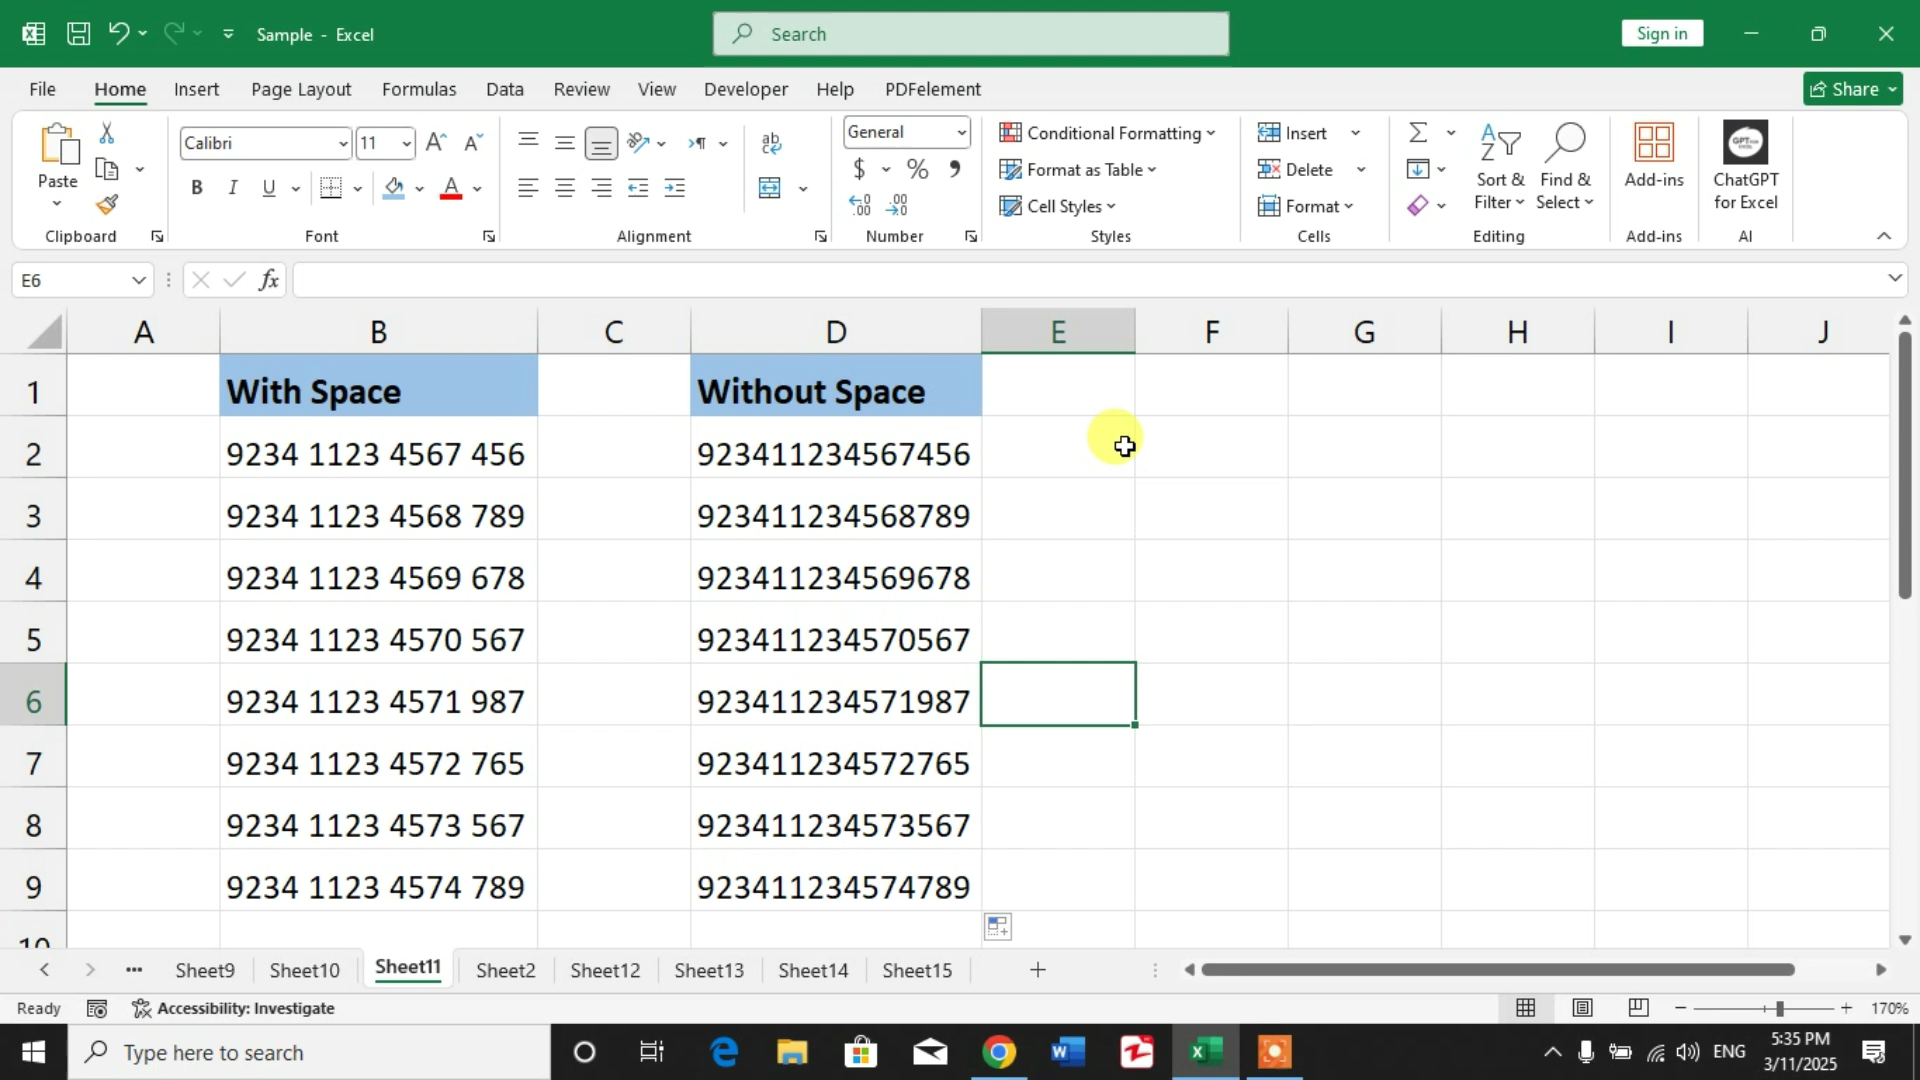 Sample - Excel
Search
Sign in
File Home Insert Page Layout Formulas Data Review View Developer Help PDFelement
Share
Paste
Clipboard
Calibri 11
B I U A
Font
ab
Alignment
General
$ % ,
.00
.00
Number
Conditional Formatting
Format as Table
Cell Styles
Styles
Insert
Delete
Format
Cells
Sort & Filter
Find & Select
Editing
Add-ins
Add-ins
ChatGPT for Excel
AI
E6
fx
A B C D E F G H I J
1 With Space Without Space
2 9234 1123 4567 456 923411234567456
3 9234 1123 4568 789 923411234568789
4 9234 1123 4569 678 923411234569678
5 9234 1123 4570 567 923411234570567
6 9234 1123 4571 987 923411234571987
7 9234 1123 4572 765 923411234572765
8 9234 1123 4573 567 923411234573567
9 9234 1123 4574 789 923411234574789
10
Sheet9 Sheet10 Sheet11 Sheet2 Sheet12 Sheet13 Sheet14 Sheet15
Ready Accessibility: Investigate
170%
Type here to search
ENG
5:35 PM
3/11/2025